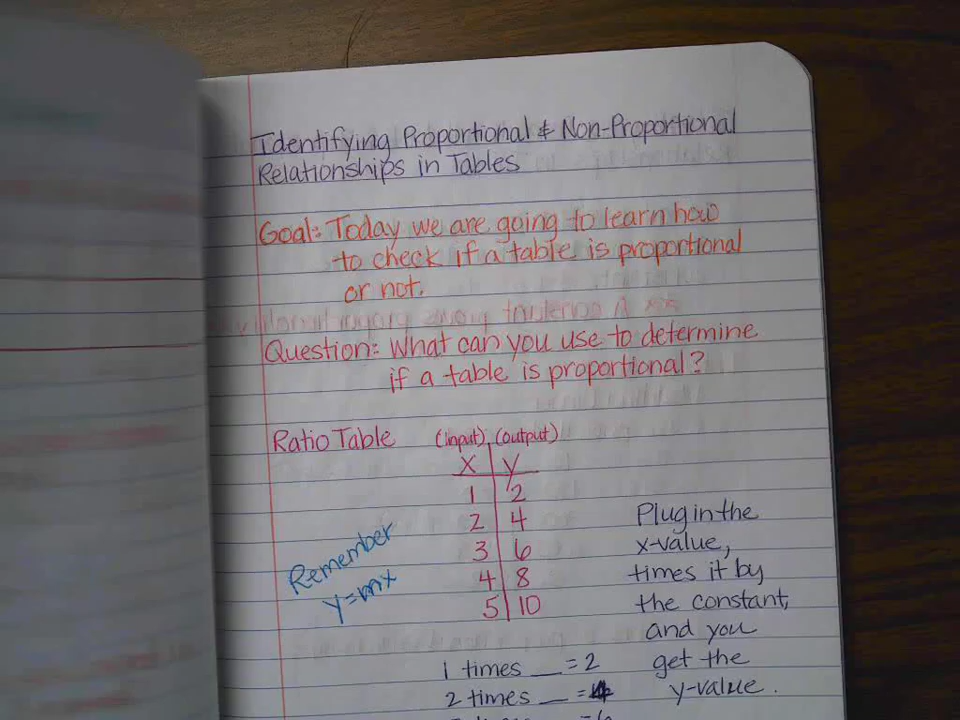 Identifying Proportional & Non-Proportional
Relationships in Tables
Goal: Today we are going to learn how
to check if a table is proportional
or not.
Question: What can you use to determine
if a table is proportional?
Ratio Table (input) (output)
X Y
1 2
2 4
3 6
4 8
5 10
Remember
y=mx
Plug in the
x-value,
times it by
the constant,
and you
get the
y-value.
1 times __ = 2
2 times __ = 4